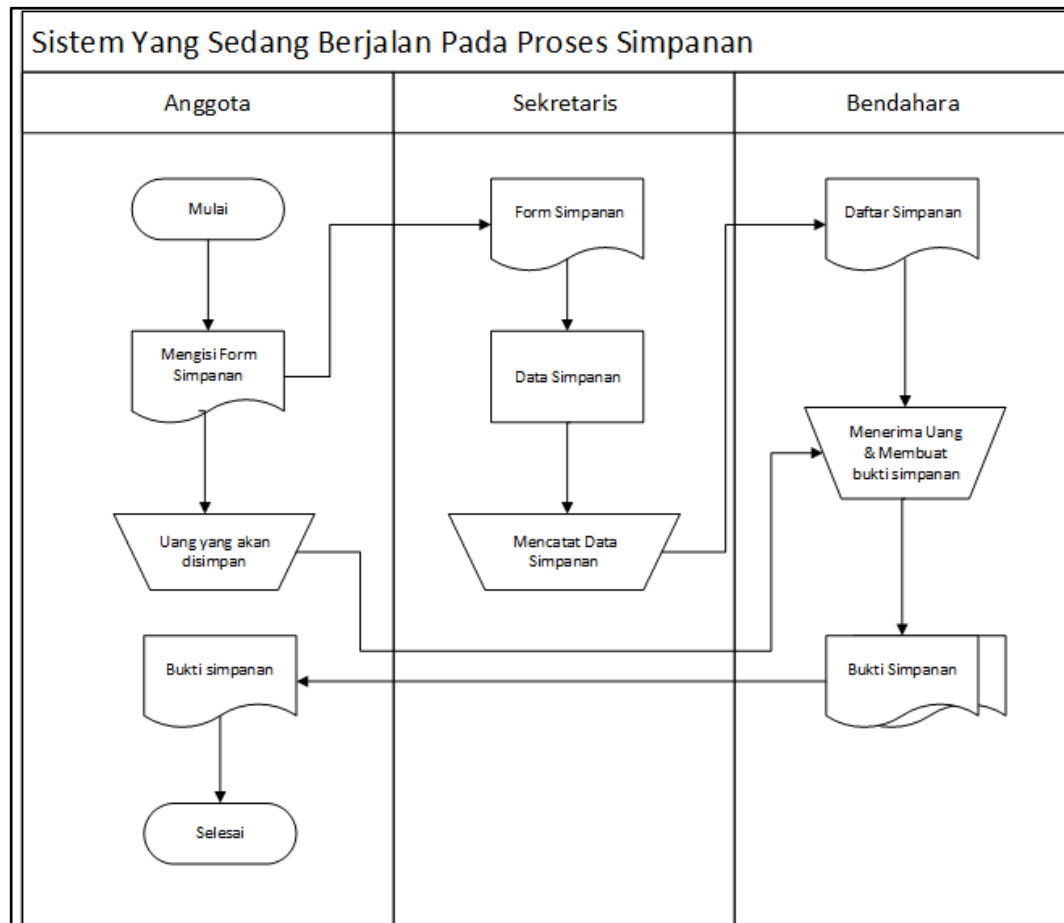 Sistem Yang Sedang Berjalan Pada Proses Simpanan
Anggota
Sekretaris
Bendahara
Mulai
Form Simpanan
Daftar Simpanan
Mengisi Form
Simpanan
Data Simpanan
Menerima Uang
& Membuat
bukti simpanan
Uang yang akan
disimpan
Mencatat Data
Simpanan
Bukti simpanan
Bukti Simpanan
Selesai